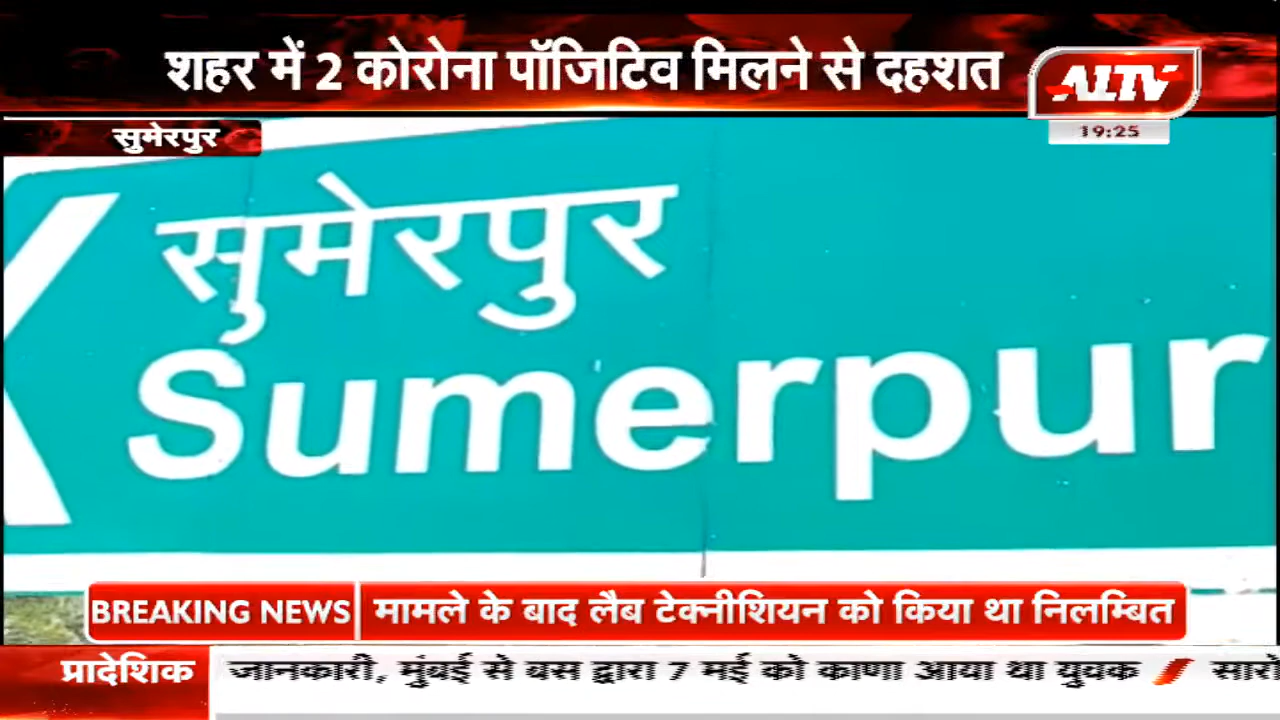 शहर में 2 कोरोना पॉजिटिव मिलने से दहशत
ALTV
19:25
सुमेरपुर
सुमेरपुर
Sumerpur
BREAKING NEWS
मामले के बाद लैब टेक्नीशियन को किया था निलम्बित
प्रादेशिक
जानकारी, मुंबई से बस द्वारा 7 मई को काणा आया था युवक